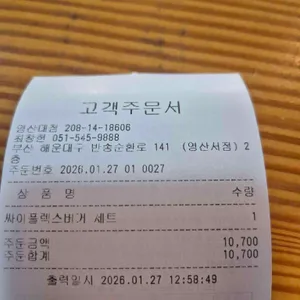 고객주문서
영산대점 208-14-18606
최정현 051-545-9888
부산 해운대구 반송순환로 141 (영산서점) 2
층
주문번호 2026.01.27 01 0027
상 품 명 수량
싸이플렉스버거 세트 1
주문금액 10,700
주문합계 10,700
출력일시 2026.01.27 12:58:49